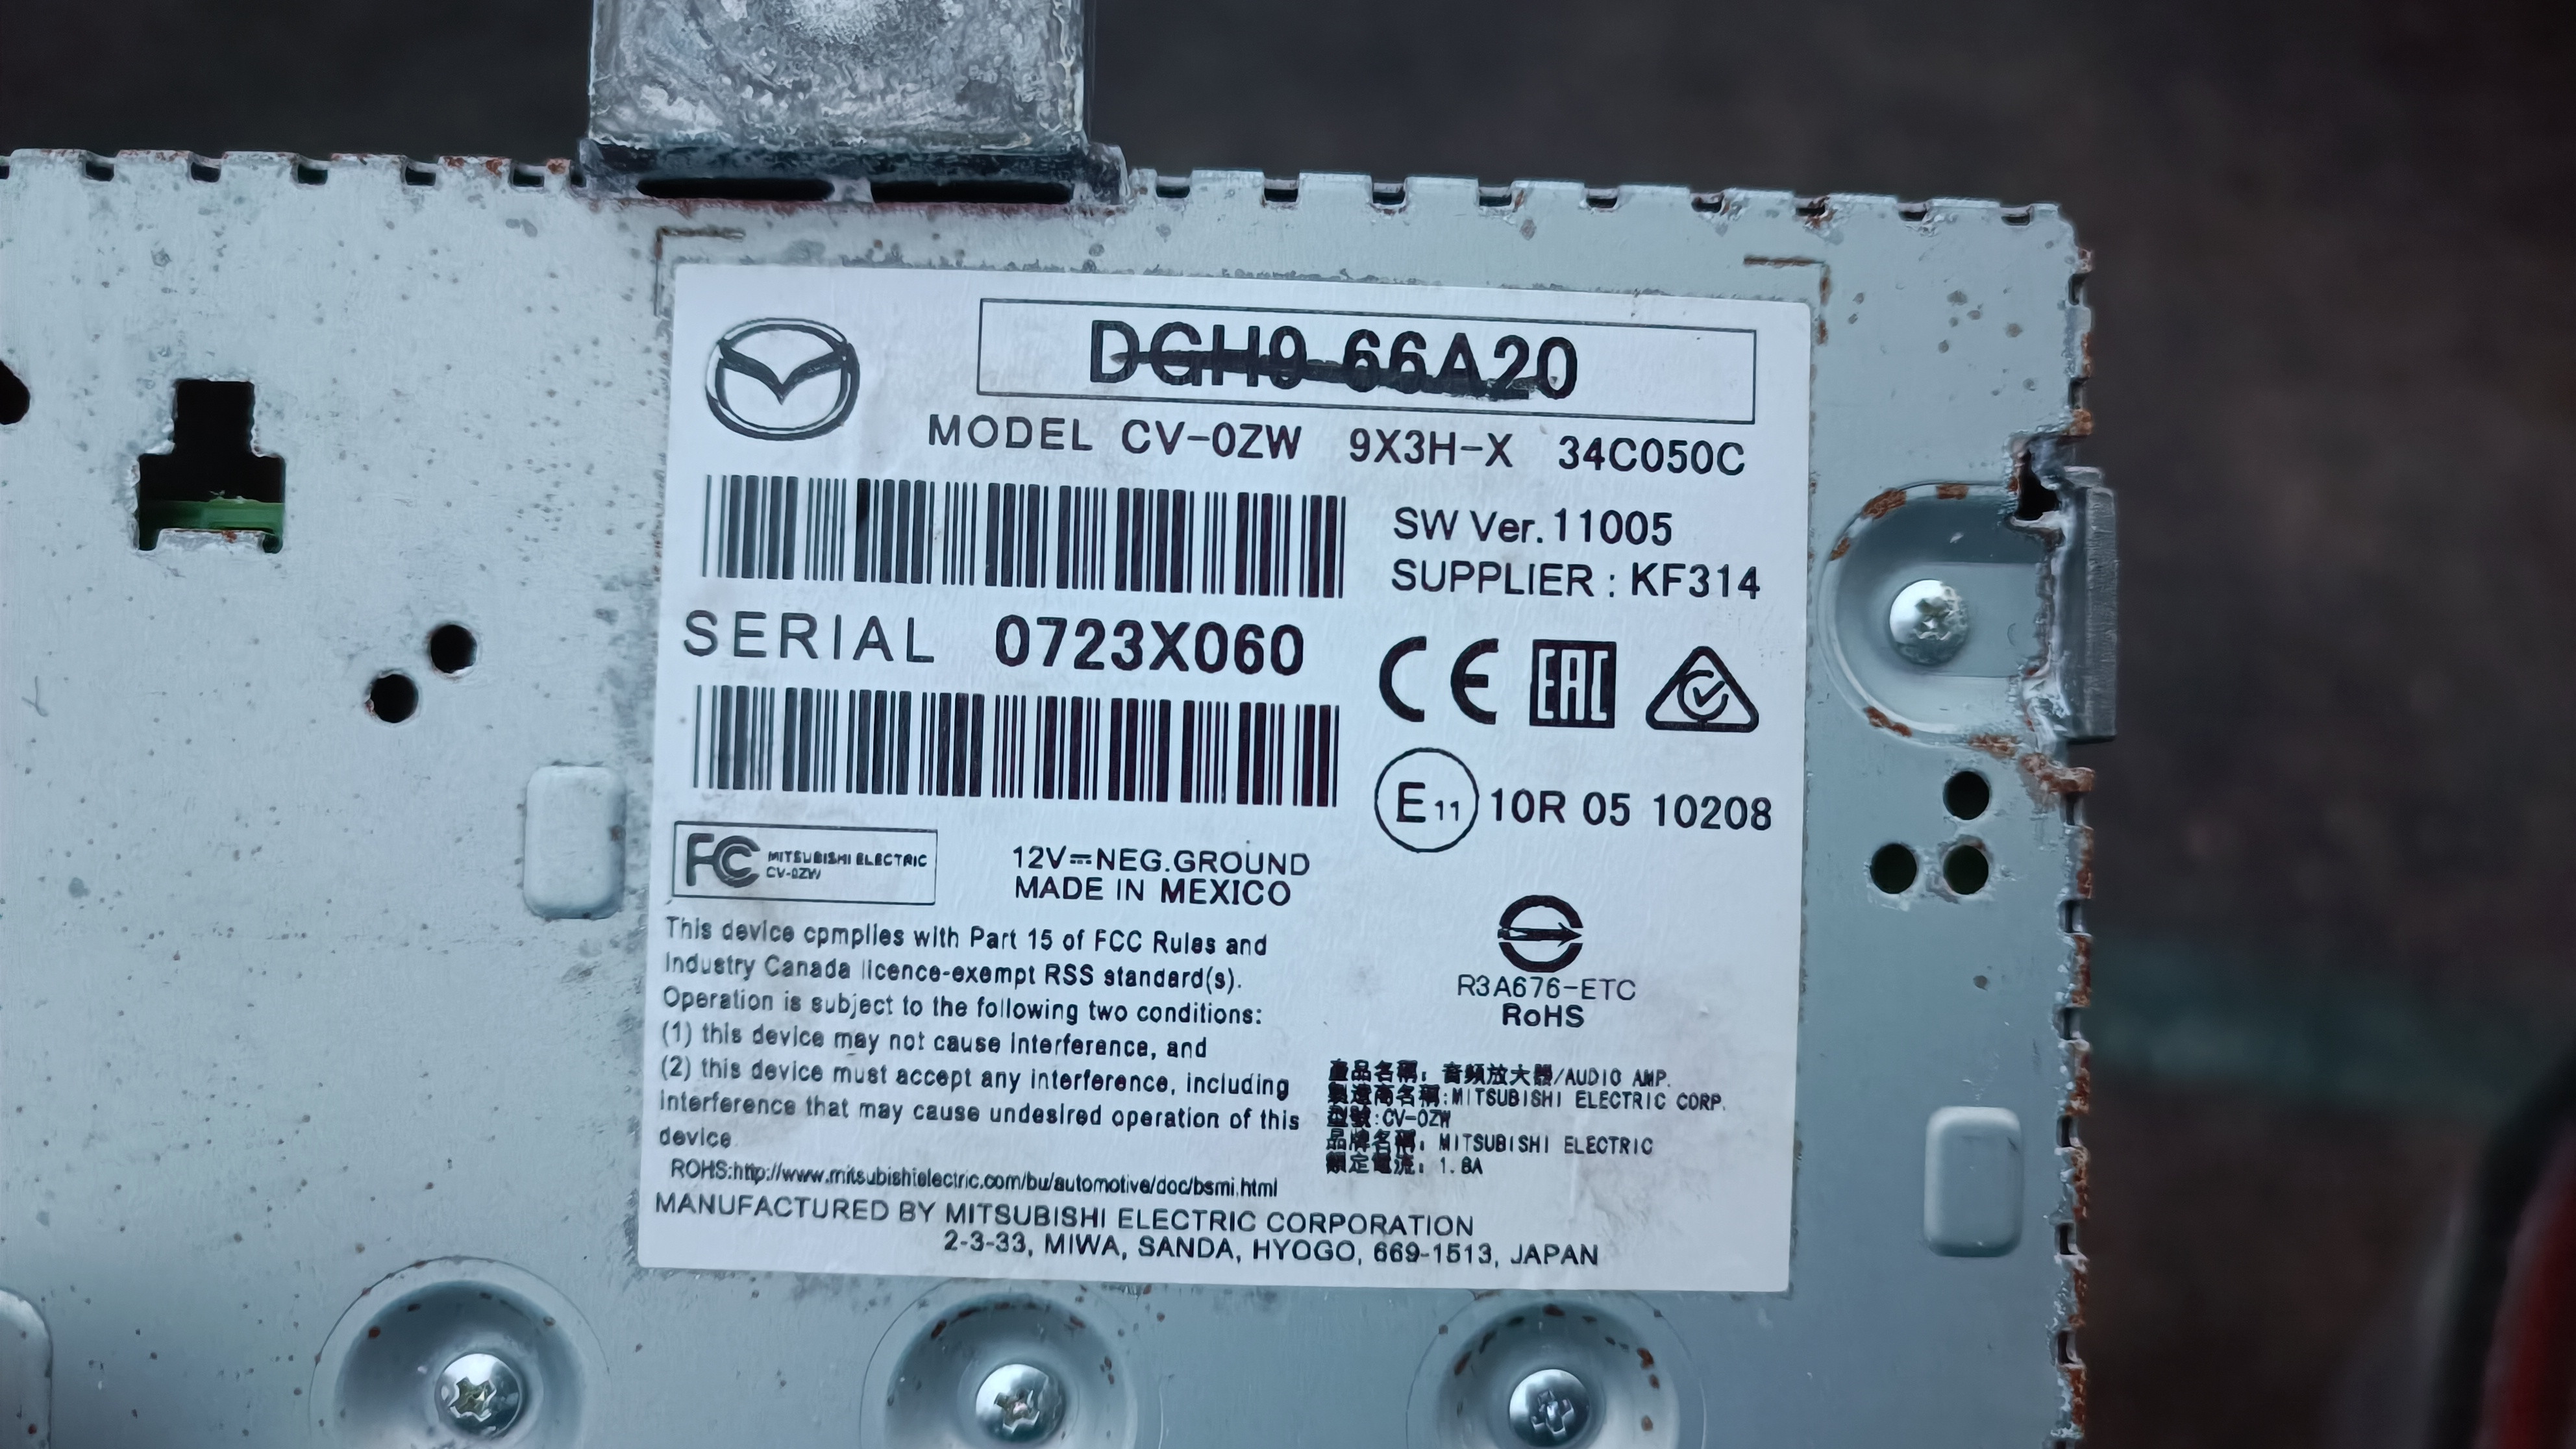 DGH9 66A20
MODEL CV-0ZW 9X3H-X 34C050C
SW Ver. 11005
SUPPLIER : KF314
SERIAL 0723X060
CE EAC
E 11 10R 05 10208
FC MITSUBISHI ELECTRIC
CV-0ZW
12V NEG.GROUND
MADE IN MEXICO
This device cpmplies with Part 15 of FCC Rules and
Industry Canada licence-exempt RSS standard(s).
Operation is subject to the following two conditions:
(1) this device may not cause interference, and
(2) this device must accept any interference, including
interference that may cause undesired operation of this
device.
R3A676-ETC
RoHS
產品名稱: 音頻放大器/AUDIO AMP.
製造商名稱:MITSUBISHI ELECTRIC CORP.
型號:CV-0ZW
品牌名稱: MITSUBISHI ELECTRIC
額定電流: 1.8A
ROHS:http://www.mitsubishielectric.com/bu/automotive/doc/bsmi.html
MANUFACTURED BY MITSUBISHI ELECTRIC CORPORATION
2-3-33, MIWA, SANDA, HYOGO, 669-1513, JAPAN